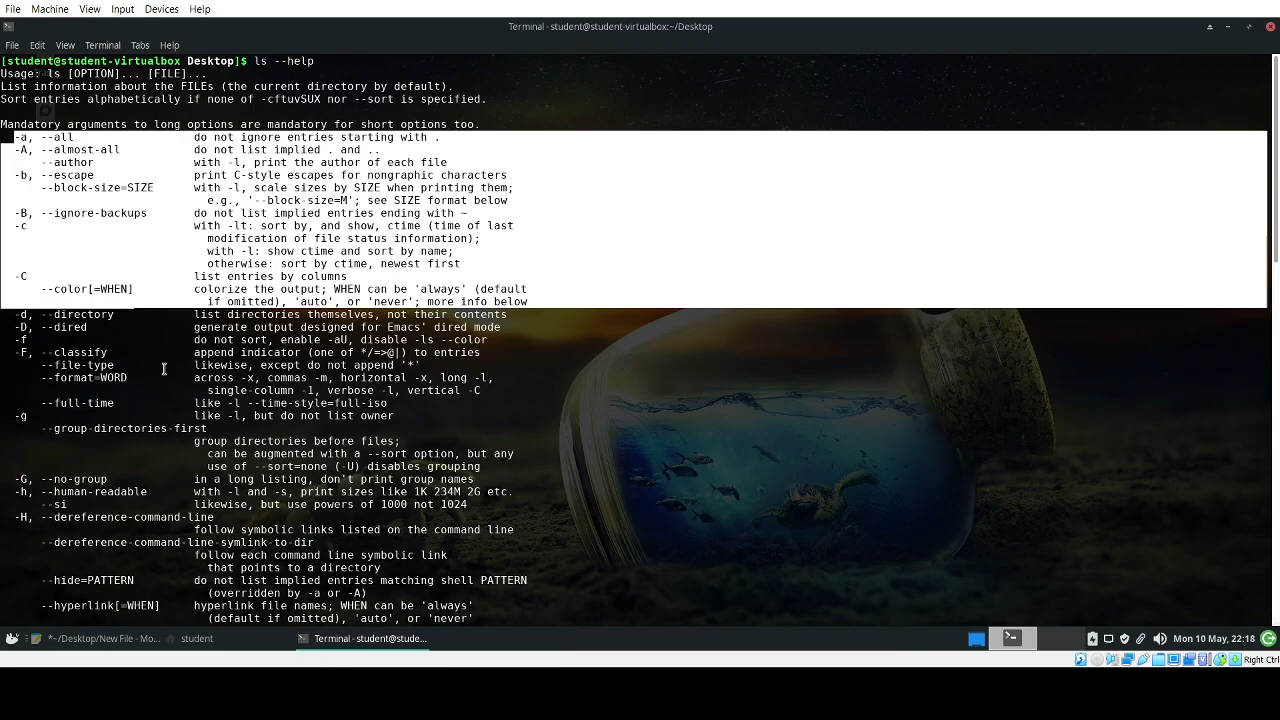 File Machine View Input Devices Help
Terminal - student@student-virtualbox:~/Desktop
File Edit View Terminal Tabs Help
[student@student-virtualbox Desktop]$ ls --help
Usage: ls [OPTION]... [FILE]...
List information about the FILEs (the current directory by default).
Sort entries alphabetically if none of -cftuvSUX nor --sort is specified.
Mandatory arguments to long options are mandatory for short options too.
-a, --all do not ignore entries starting with .
-A, --almost-all do not list implied . and ..
--author with -l, print the author of each file
-b, --escape print C-style escapes for nongraphic characters
--block-size=SIZE with -l, scale sizes by SIZE when printing them;
e.g., '--block-size=M'; see SIZE format below
-B, --ignore-backups do not list implied entries ending with ~
-c with -lt: sort by, and show, ctime (time of last
modification of file status information);
with -l: show ctime and sort by name;
otherwise: sort by ctime, newest first
-C list entries by columns
--color[=WHEN] colorize the output; WHEN can be 'always' (default
if omitted), 'auto', or 'never'; more info below
-d, --directory list directories themselves, not their contents
-D, --dired generate output designed for Emacs' dired mode
-f do not sort, enable -aU, disable -ls --color
-F, --classify append indicator (one of */=>@|) to entries
--file-type likewise, except do not append '*'
--format=WORD across -x, commas -m, horizontal -x, long -l,
single-column -1, verbose -l, vertical -C
--full-time like -l --time-style=full-iso
-g like -l, but do not list owner
--group-directories-first
group directories before files;
can be augmented with a --sort option, but any
use of --sort=none (-U) disables grouping
-G, --no-group in a long listing, don't print group names
-h, --human-readable with -l and -s, print sizes like 1K 234M 2G etc.
--si likewise, but use powers of 1000 not 1024
-H, --dereference-command-line
follow symbolic links listed on the command line
--dereference-command-line-symlink-to-dir
follow each command line symbolic link
that points to a directory
--hide=PATTERN do not list implied entries matching shell PATTERN
(overridden by -a or -A)
--hyperlink[=WHEN] hyperlink file names; WHEN can be 'always'
(default if omitted), 'auto', or 'never'
*~/Desktop/New File - Mo... student Terminal - student@stude... Mon 10 May, 22:18
Right Ctrl